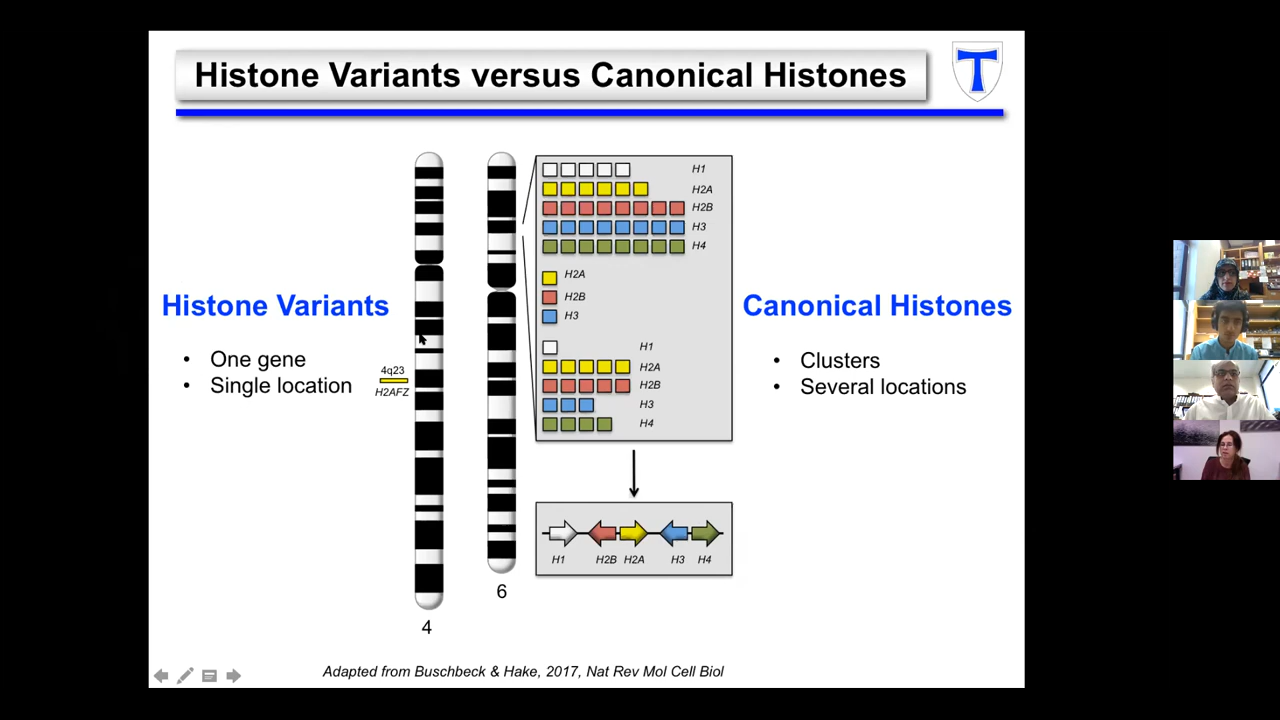 Histone Variants versus Canonical Histones
T
H1
H2A
H2B
H3
H4
H2A
H2B
H3
H1
H2A
H2B
H3
H4
Histone Variants
• One gene
• Single location
4q23
H2AFZ
Canonical Histones
• Clusters
• Several locations
H1 H2B H2A H3 H4
6
4
Adapted from Buschbeck & Hake, 2017, Nat Rev Mol Cell Biol